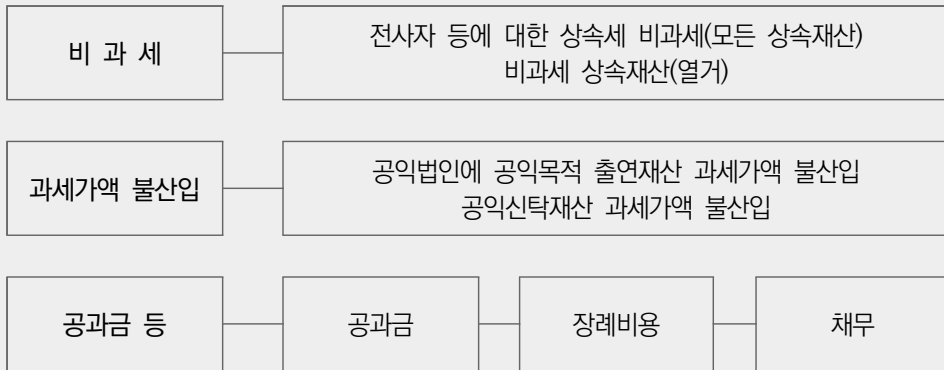 비 과 세
전사자 등에 대한 상속세 비과세(모든 상속재산)
비과세 상속재산(열거)
과세가액 불산입
공익법인에 공익목적 출연재산 과세가액 불산입
공익신탁재산 과세가액 불산입
공과금 등
공과금
장례비용
채무